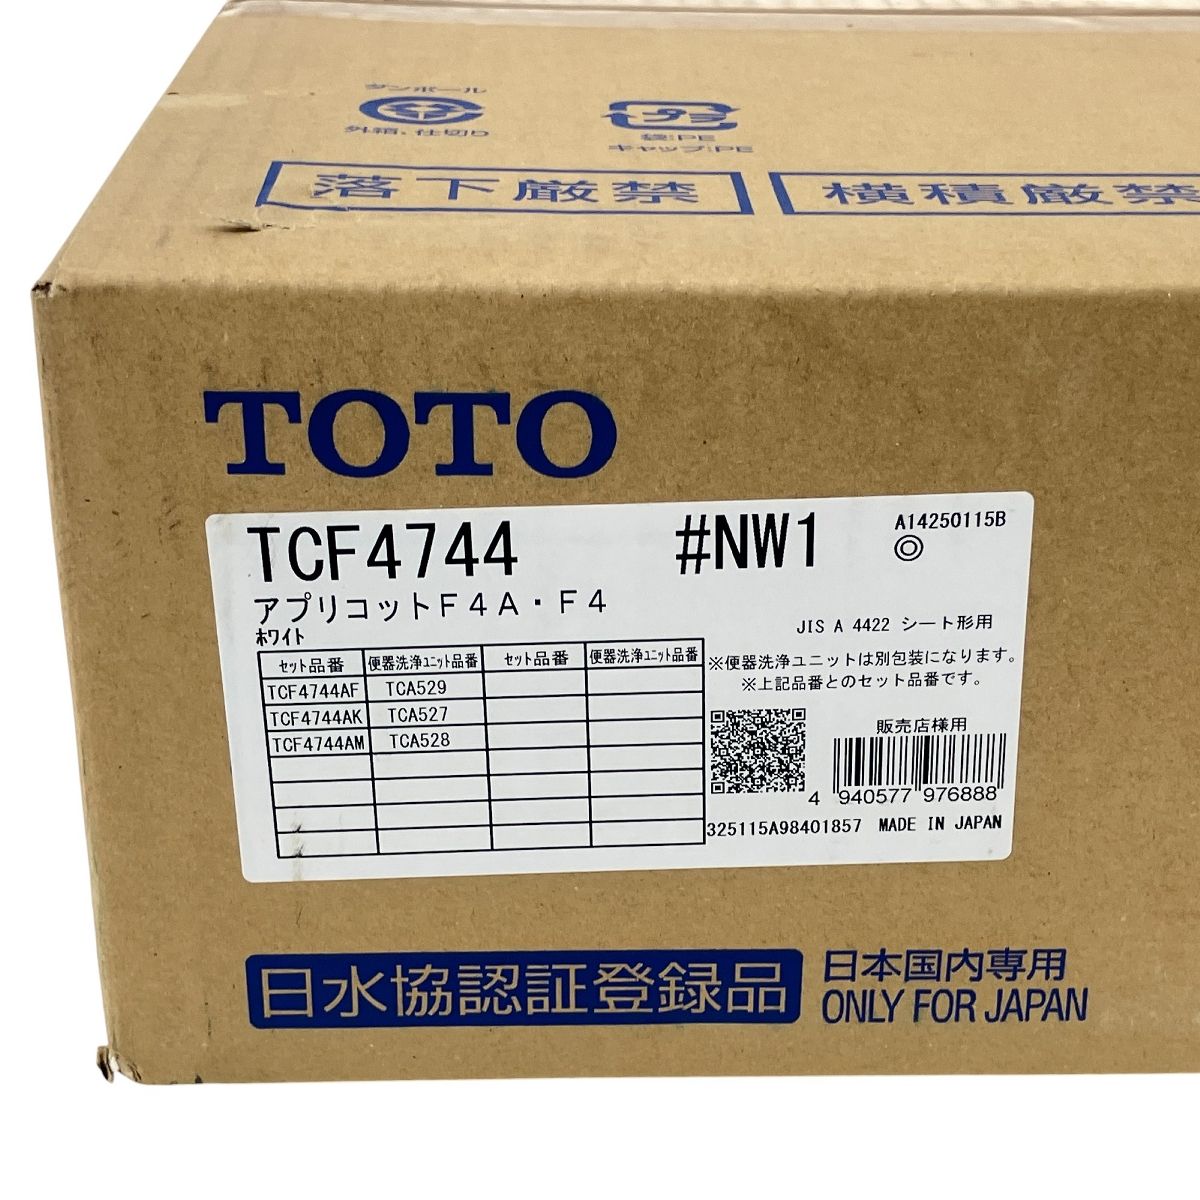 ダンボール
外箱、仕切り
袋:PE
キャップ:PE
落下厳禁
横積厳禁
TOTO
TCF4744 #NW1 A14250115B
◎
アプリコットF4A・F4
ホワイト
JIS A 4422 シート形用
セット品番 便器洗浄ユニット品番 セット品番 便器洗浄ユニット品番
TCF4744AF TCA529
TCF4744AK TCA527
TCF4744AM TCA528
※便器洗浄ユニットは別包装になります。
※上記品番とのセット品番です。
販売店様用
4 940577 976888
325115A98401857 MADE IN JAPAN
日水協認証登録品
日本国内専用
ONLY FOR JAPAN